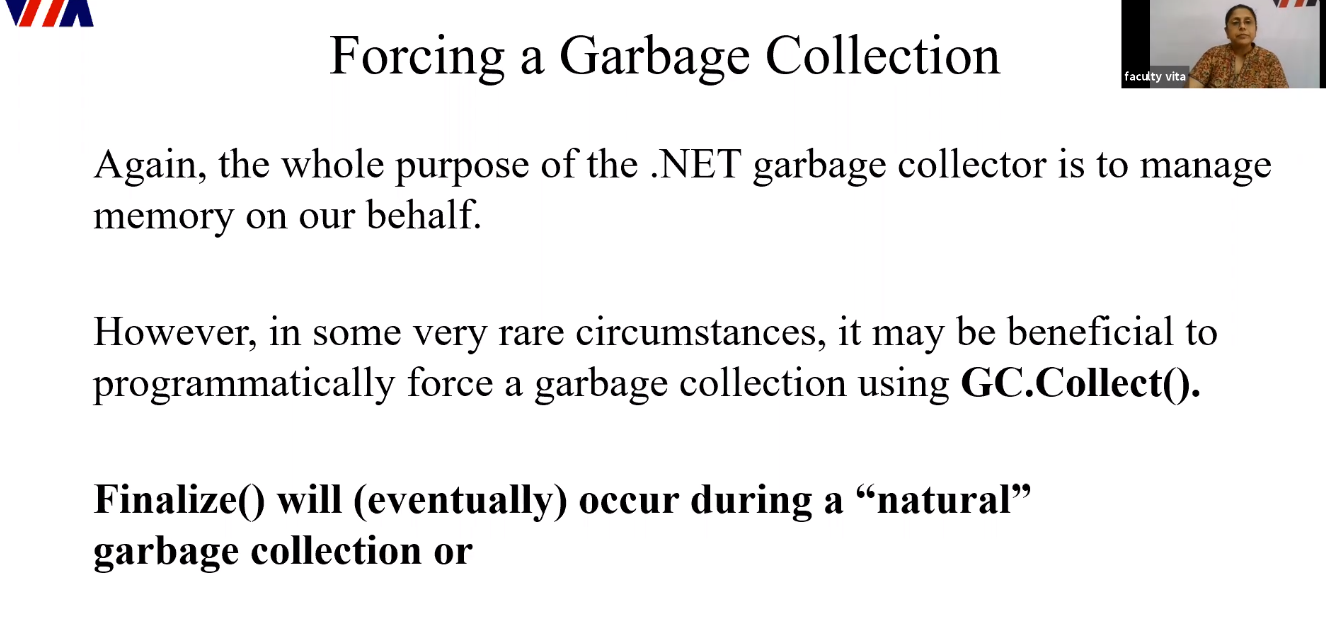 VITA
Forcing a Garbage Collection
faculty vita
Again, the whole purpose of the .NET garbage collector is to manage
memory on our behalf.
However, in some very rare circumstances, it may be beneficial to
programmatically force a garbage collection using GC.Collect().
Finalize() will (eventually) occur during a “natural”
garbage collection or